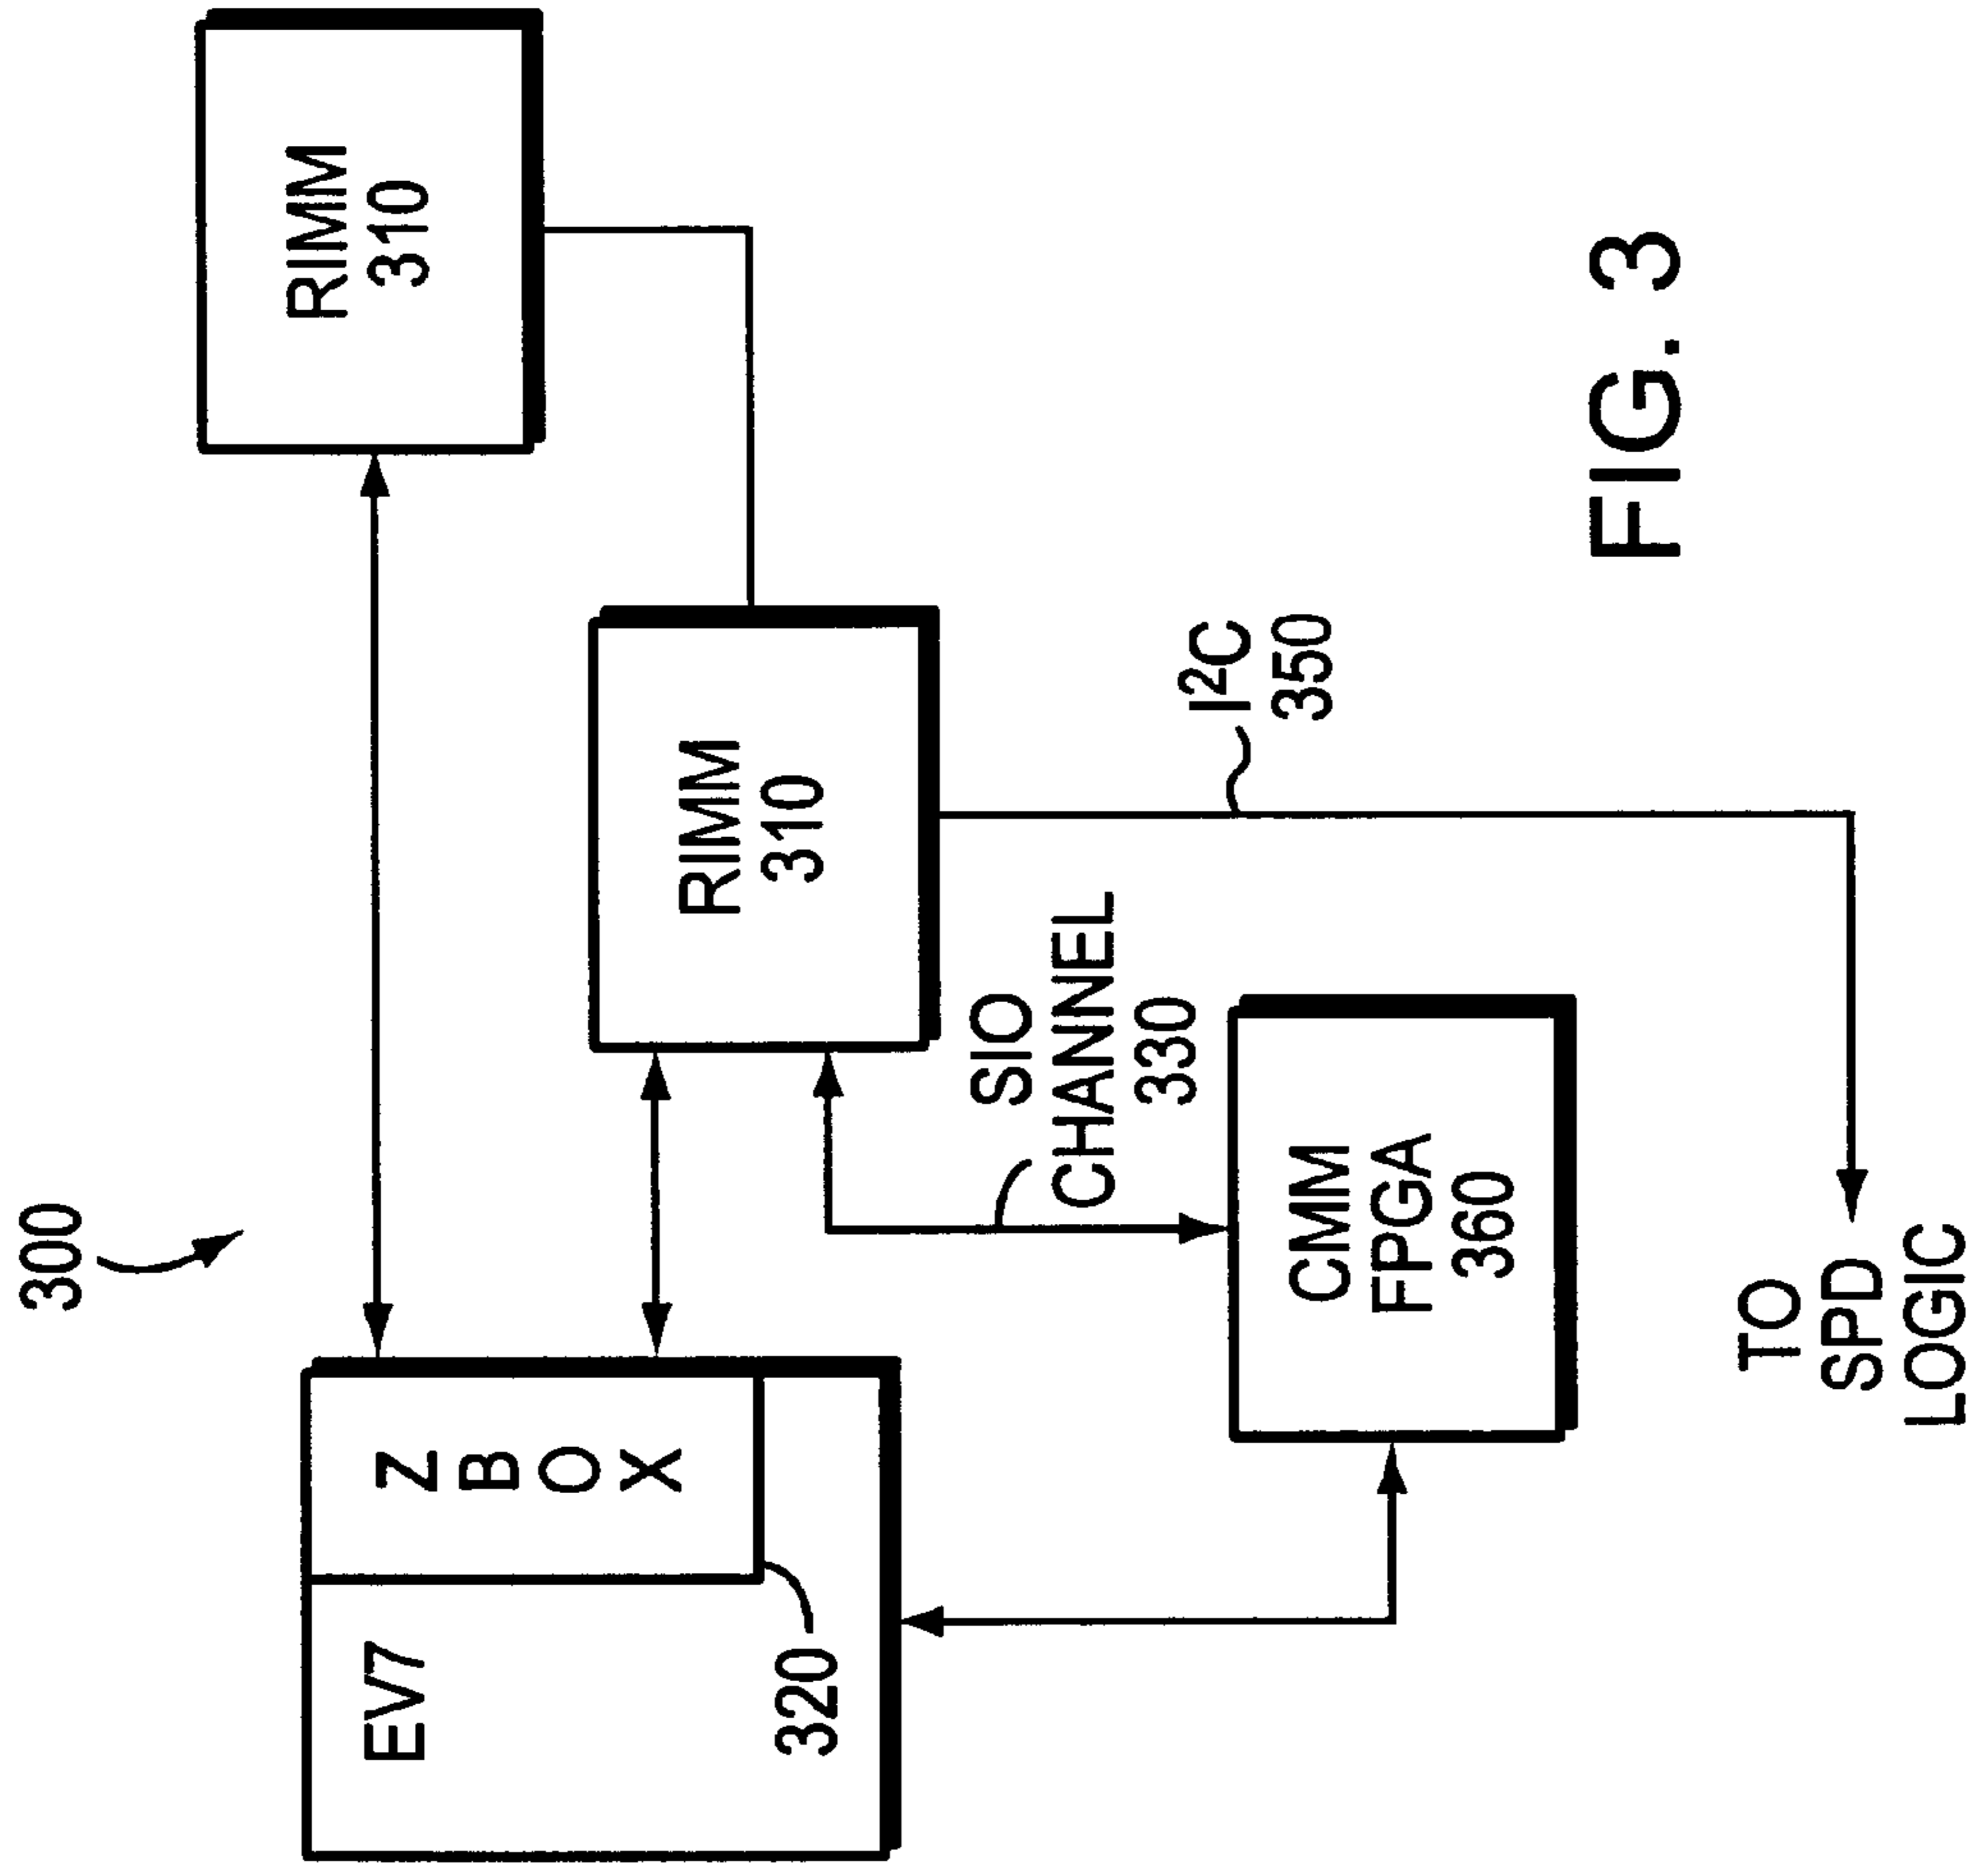 300
RIMM
310
RIMM
310
EV7
Z
B
O
X
320
SIO
CHANNEL
330
I²C
350
CMM
FPGA
360
TO
SPD
LOGIC
FIG. 3